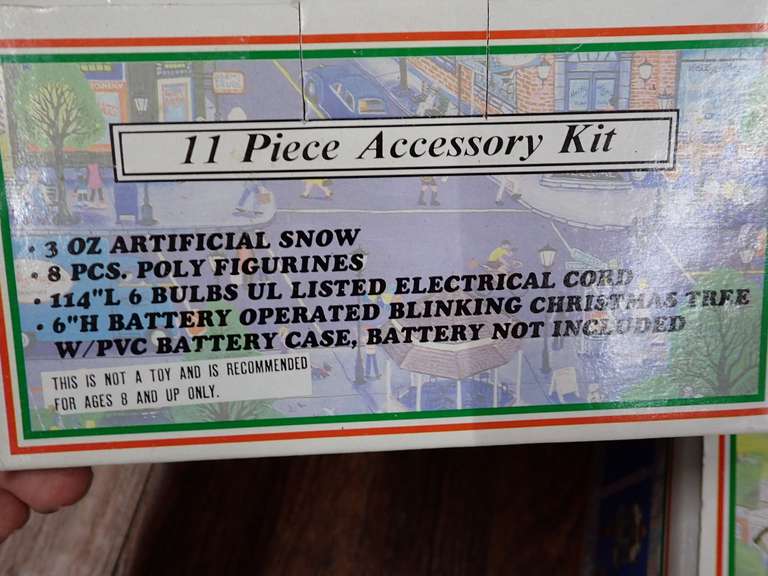 11 Piece Accessory Kit
• 3 OZ ARTIFICIAL SNOW
• 8 PCS. POLY FIGURINES
• 114"L 6 BULBS UL LISTED ELECTRICAL CORD
• 6"H BATTERY OPERATED BLINKING CHRISTMAS TREE
W/PVC BATTERY CASE, BATTERY NOT INCLUDED
THIS IS NOT A TOY AND IS RECOMMENDED
FOR AGES 8 AND UP ONLY.